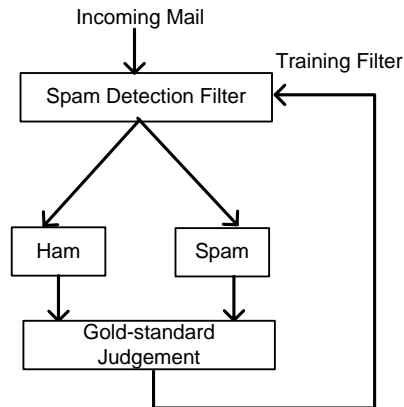 Incoming Mail
Training Filter
Spam Detection Filter
Ham
Spam
Gold-standard
Judgement